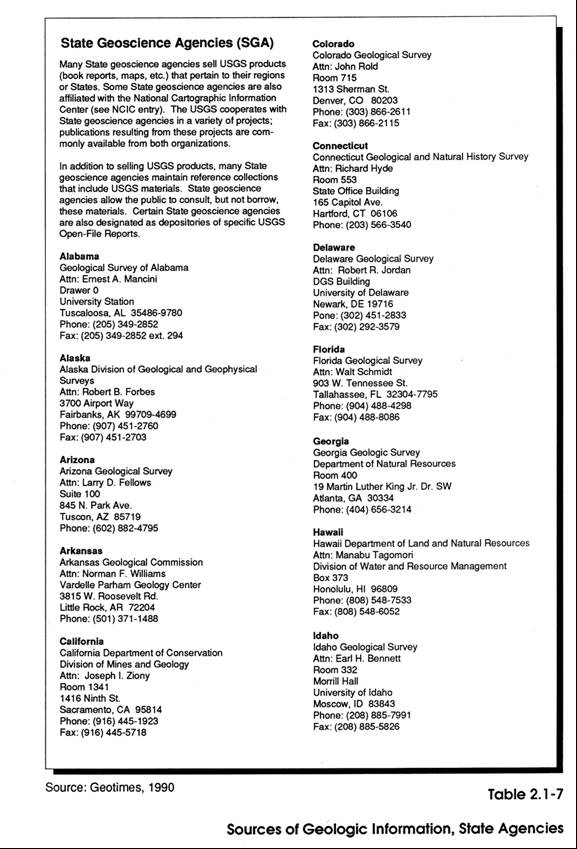 State Geoscience Agencies (SGA)
Many State geoscience agencies sell USGS products
(book reports, maps, etc.) that pertain to their regions
or States. Some State geoscience agencies are also
affiliated with the National Cartographic Information
Center (see NCIC entry). The USGS cooperates with
State geoscience agencies in a variety of projects;
publications resulting from these projects are com-
monly available from both organizations.
In addition to selling USGS products, many State
geoscience agencies maintain reference collections
that include USGS materials. State geoscience
agencies allow the public to consult, but not borrow,
these materials. Certain State geoscience agencies
are also designated as depositories of specific USGS
Open-File Reports.
Alabama
Geological Survey of Alabama
Attn: Ernest A. Mancini
Drawer 0
University Station
Tuscaloosa, AL 35486-9780
Phone: (205) 349-2852
Fax: (205) 349-2852 ext. 294
Alaska
Alaska Division of Geological and Geophysical
Surveys
Attn: Robert B. Forbes
3700 Airport Way
Fairbanks, AK 99709-4699
Phone: (907) 451-2760
Fax: (907) 451-2703
Arizona
Arizona Geological Survey
Attn: Larry D. Fellows
Suite 100
845 N. Park Ave.
Tuscon, AZ 85719
Phone: (602) 882-4795
Arkansas
Arkansas Geological Commission
Attn: Norman F. Williams
Vardelle Parham Geology Center
3815 W. Roosevelt Rd.
Little Rock, AR 72204
Phone: (501) 371-1488
California
California Department of Conservation
Division of Mines and Geology
Attn: Joseph I. Ziony
Room 1341
1416 Ninth St.
Sacramento, CA 95814
Phone: (916) 445-1923
Fax: (916) 445-5718
Colorado
Colorado Geological Survey
Attn: John Rold
Room 715
1313 Sherman St.
Denver, CO 80203
Phone: (303) 866-2611
Fax: (303) 866-2115
Connecticut
Connecticut Geological and Natural History Survey
Attn: Richard Hyde
Room 553
State Office Building
165 Capitol Ave.
Hartford, CT 06106
Phone: (203) 566-3540
Delaware
Delaware Geological Survey
Attn: Robert R. Jordan
DGS Building
University of Delaware
Newark, DE 19716
Pone: (302) 451-2833
Fax: (302) 292-3579
Florida
Florida Geological Survey
Attn: Walt Schmidt
903 W. Tennessee St.
Tallahassee, FL 32304-7795
Phone: (904) 488-4298
Fax: (904) 488-8086
Georgia
Georgia Geologic Survey
Department of Natural Resources
Room 400
19 Martin Luther King Jr. Dr. SW
Atlanta, GA 30334
Phone: (404) 656-3214
Hawaii
Hawaii Department of Land and Natural Resources
Attn: Manabu Tagomori
Division of Water and Resource Management
Box 373
Honolulu, HI 96809
Phone: (808) 548-7533
Fax: (808) 548-6052
Idaho
Idaho Geological Survey
Attn: Earl H. Bennett
Room 332
Morrill Hall
University of Idaho
Moscow, ID 83843
Phone: (208) 885-7991
Fax: (208) 885-5826
Source: Geotimes, 1990
Table 2.1-7
Sources of Geologic Information, State Agencies